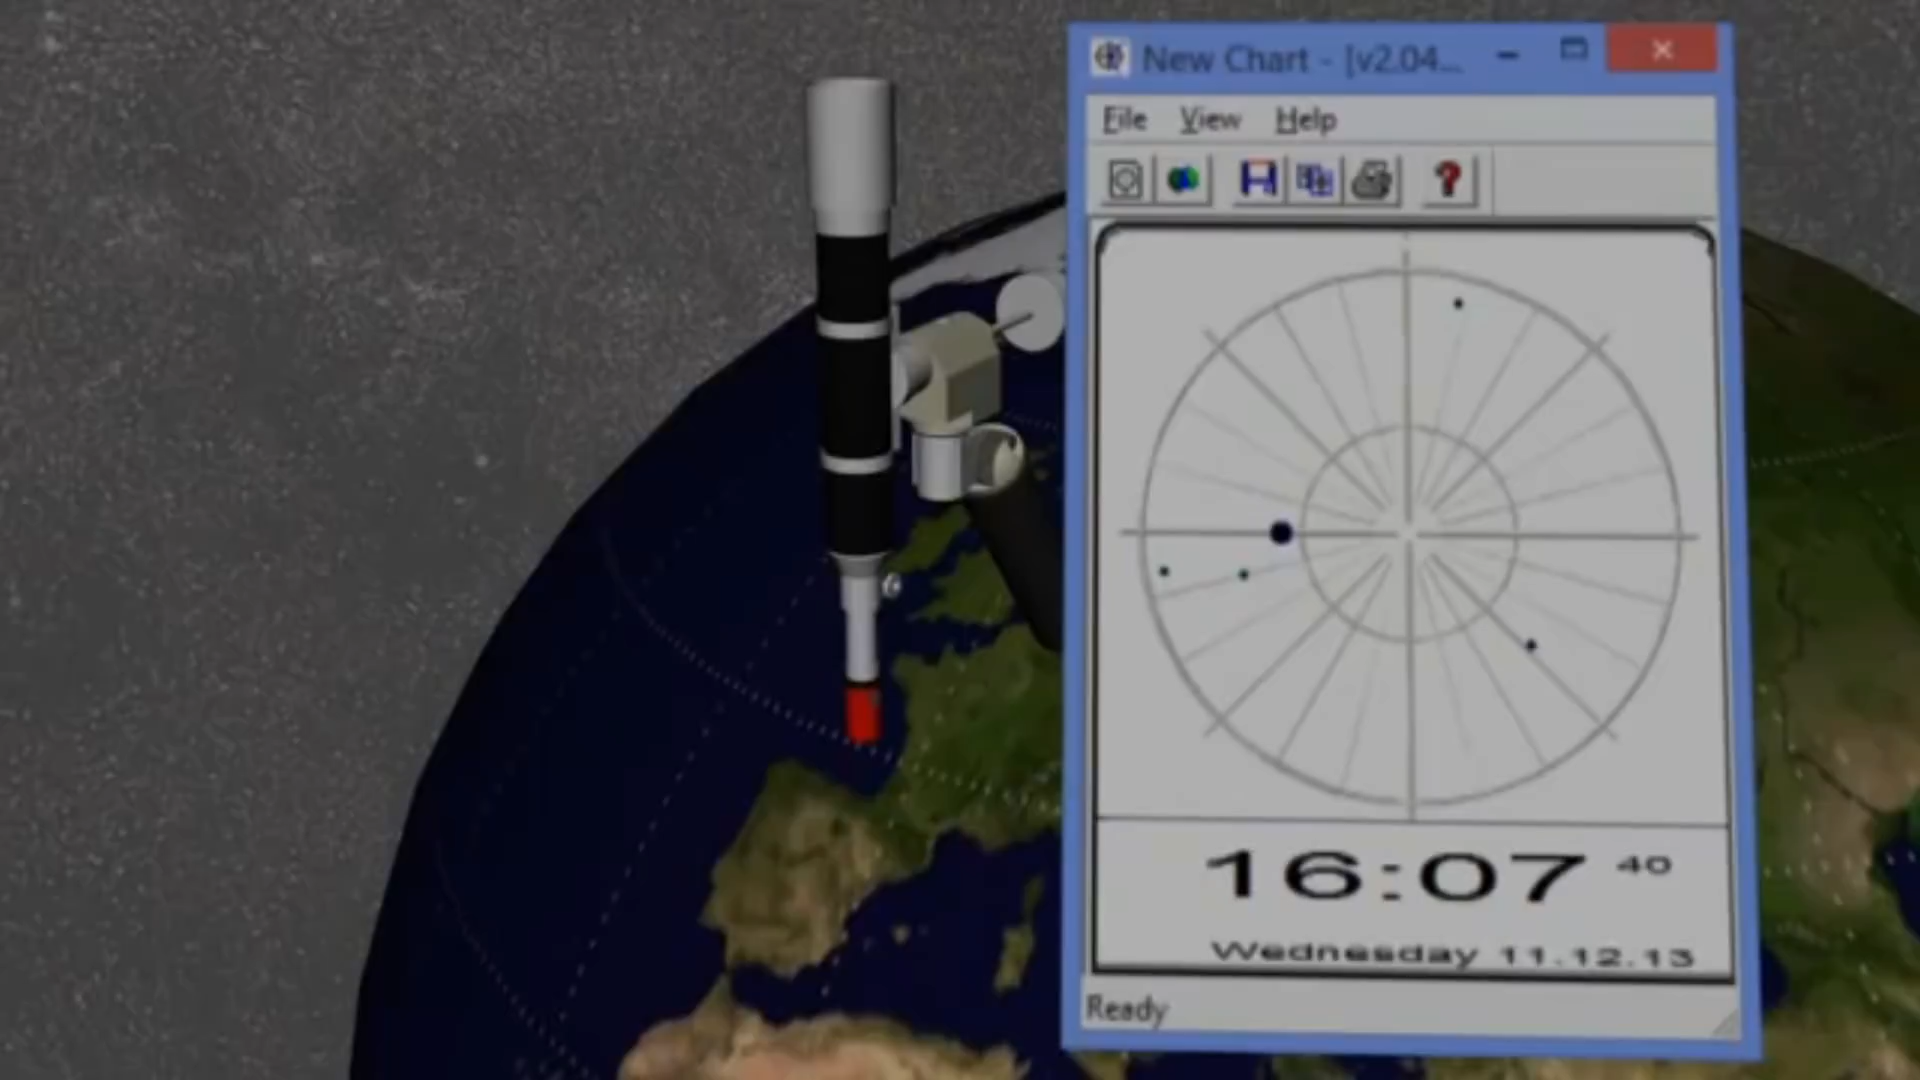 New Chart - [v2.04...
File View Help
16:07 40
Wednesday 11.12.13
Ready